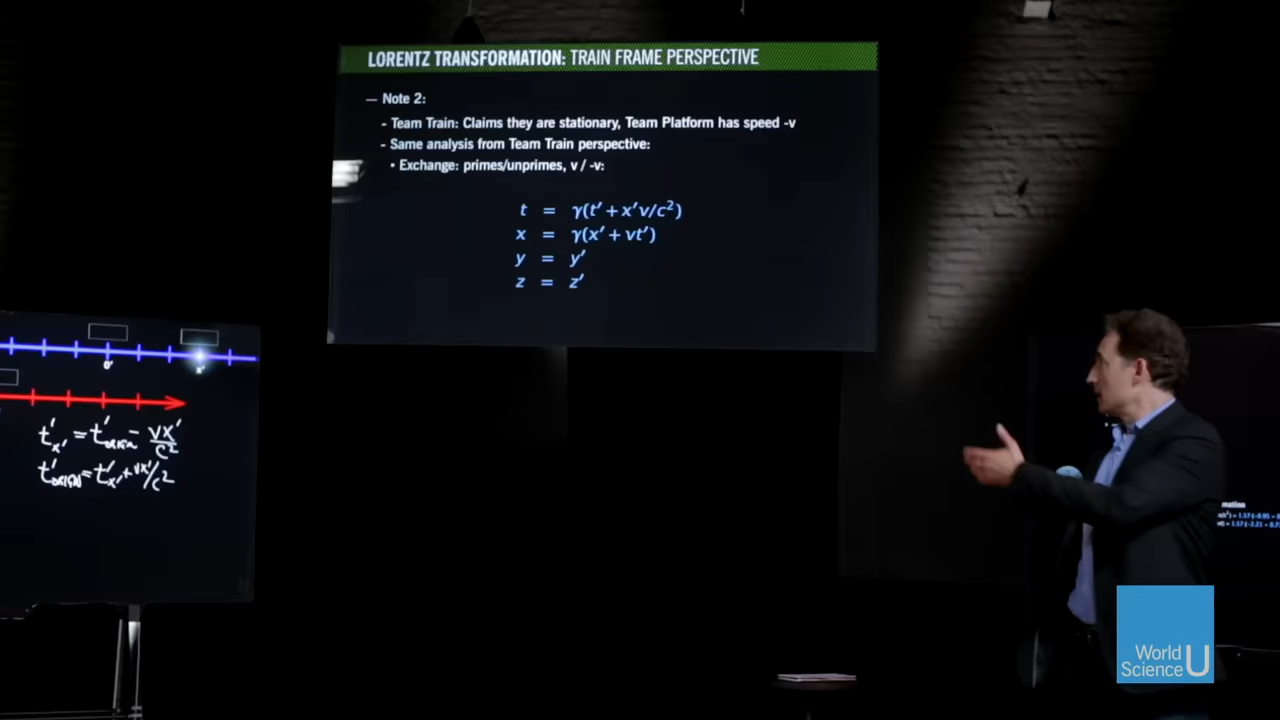 LORENTZ TRANSFORMATION: TRAIN FRAME PERSPECTIVE
— Note 2:
- Team Train: Claims they are stationary, Team Platform has speed -v
- Same analysis from Team Train perspective:
• Exchange: primes/unprimes, v / -v:
t = γ(t′ + x′v/c²)
x = γ(x′ + vt′)
y = y′
z = z′
0′
x′
t′x′ = t′ORIGIN − vx′/c²
t′ORIGIN = t′x′ + vx′/c²
World
Science U